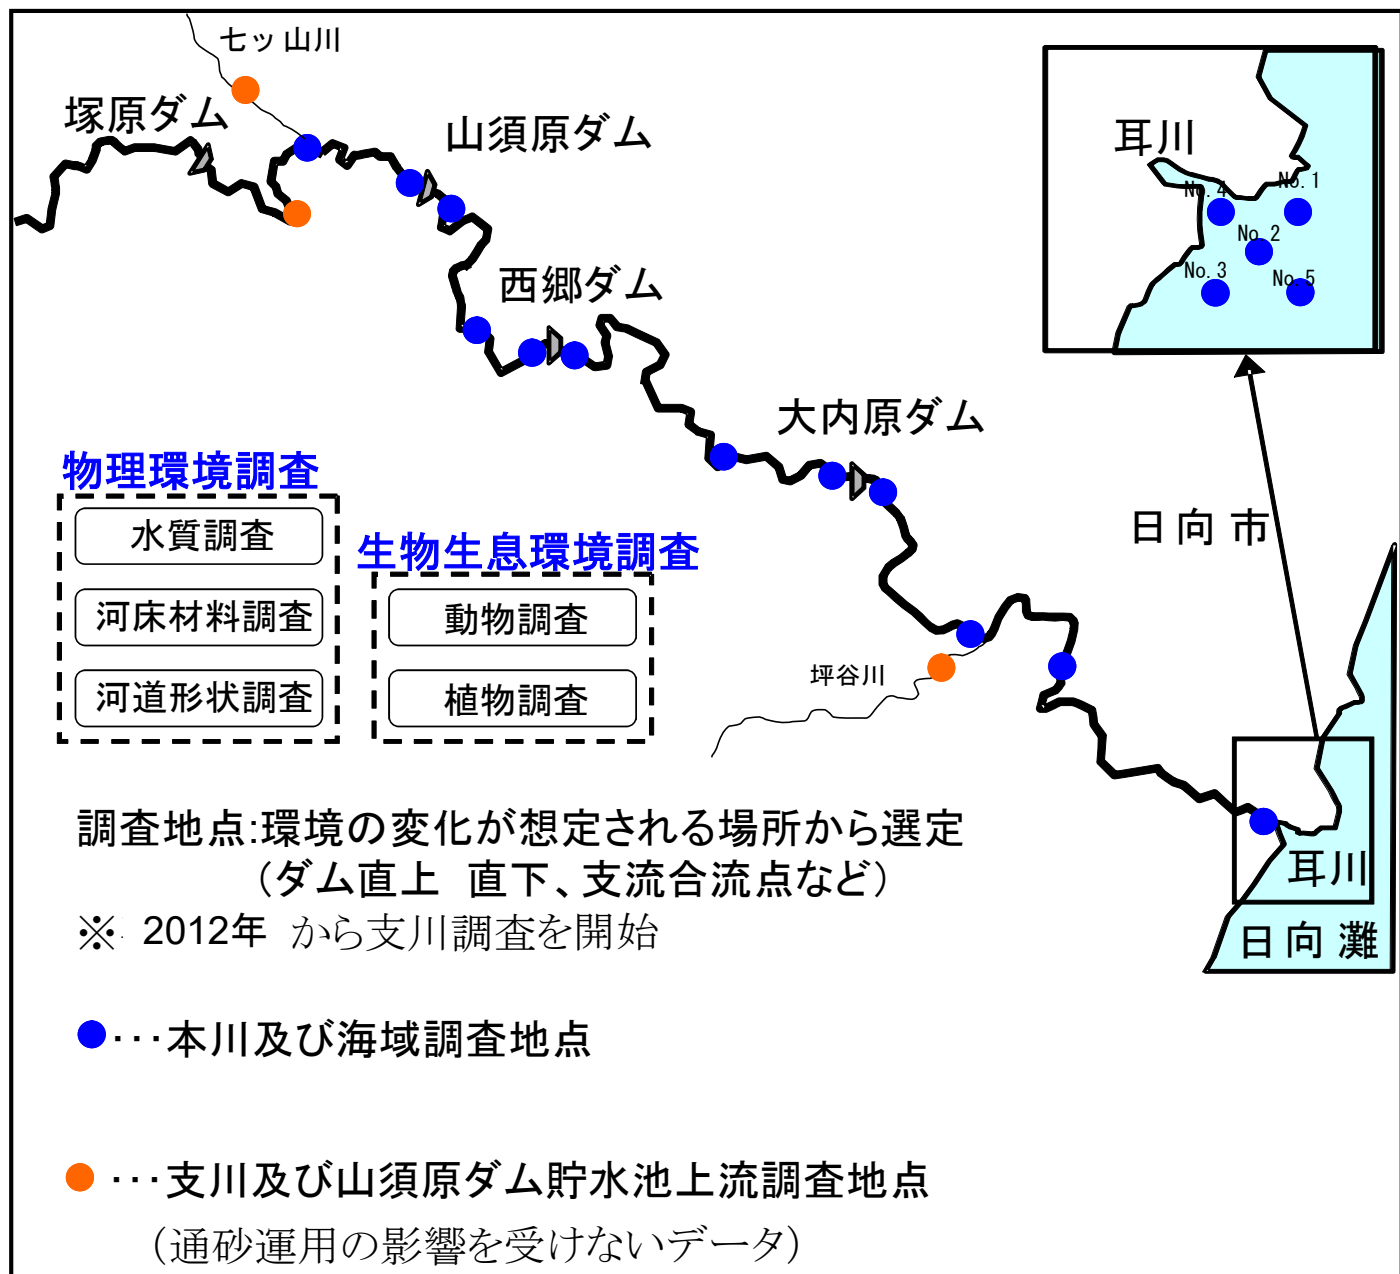 七ッ山川
塚原ダム
山須原ダム
耳川
No. 4
No. 1
No. 2
No. 3
No. 5
西郷ダム
大内原ダム
物理環境調査
水質調査
河床材料調査
河道形状調査
生物生息環境調査
動物調査
植物調査
日向市
坪谷川
耳川
日向灘
調査地点:環境の変化が想定される場所から選定
（ダム直上 直下、支流合流点など）
※ 2012年 から支川調査を開始
●･･･本川及び海域調査地点
●･･･支川及び山須原ダム貯水池上流調査地点
（通砂運用の影響を受けないデータ）